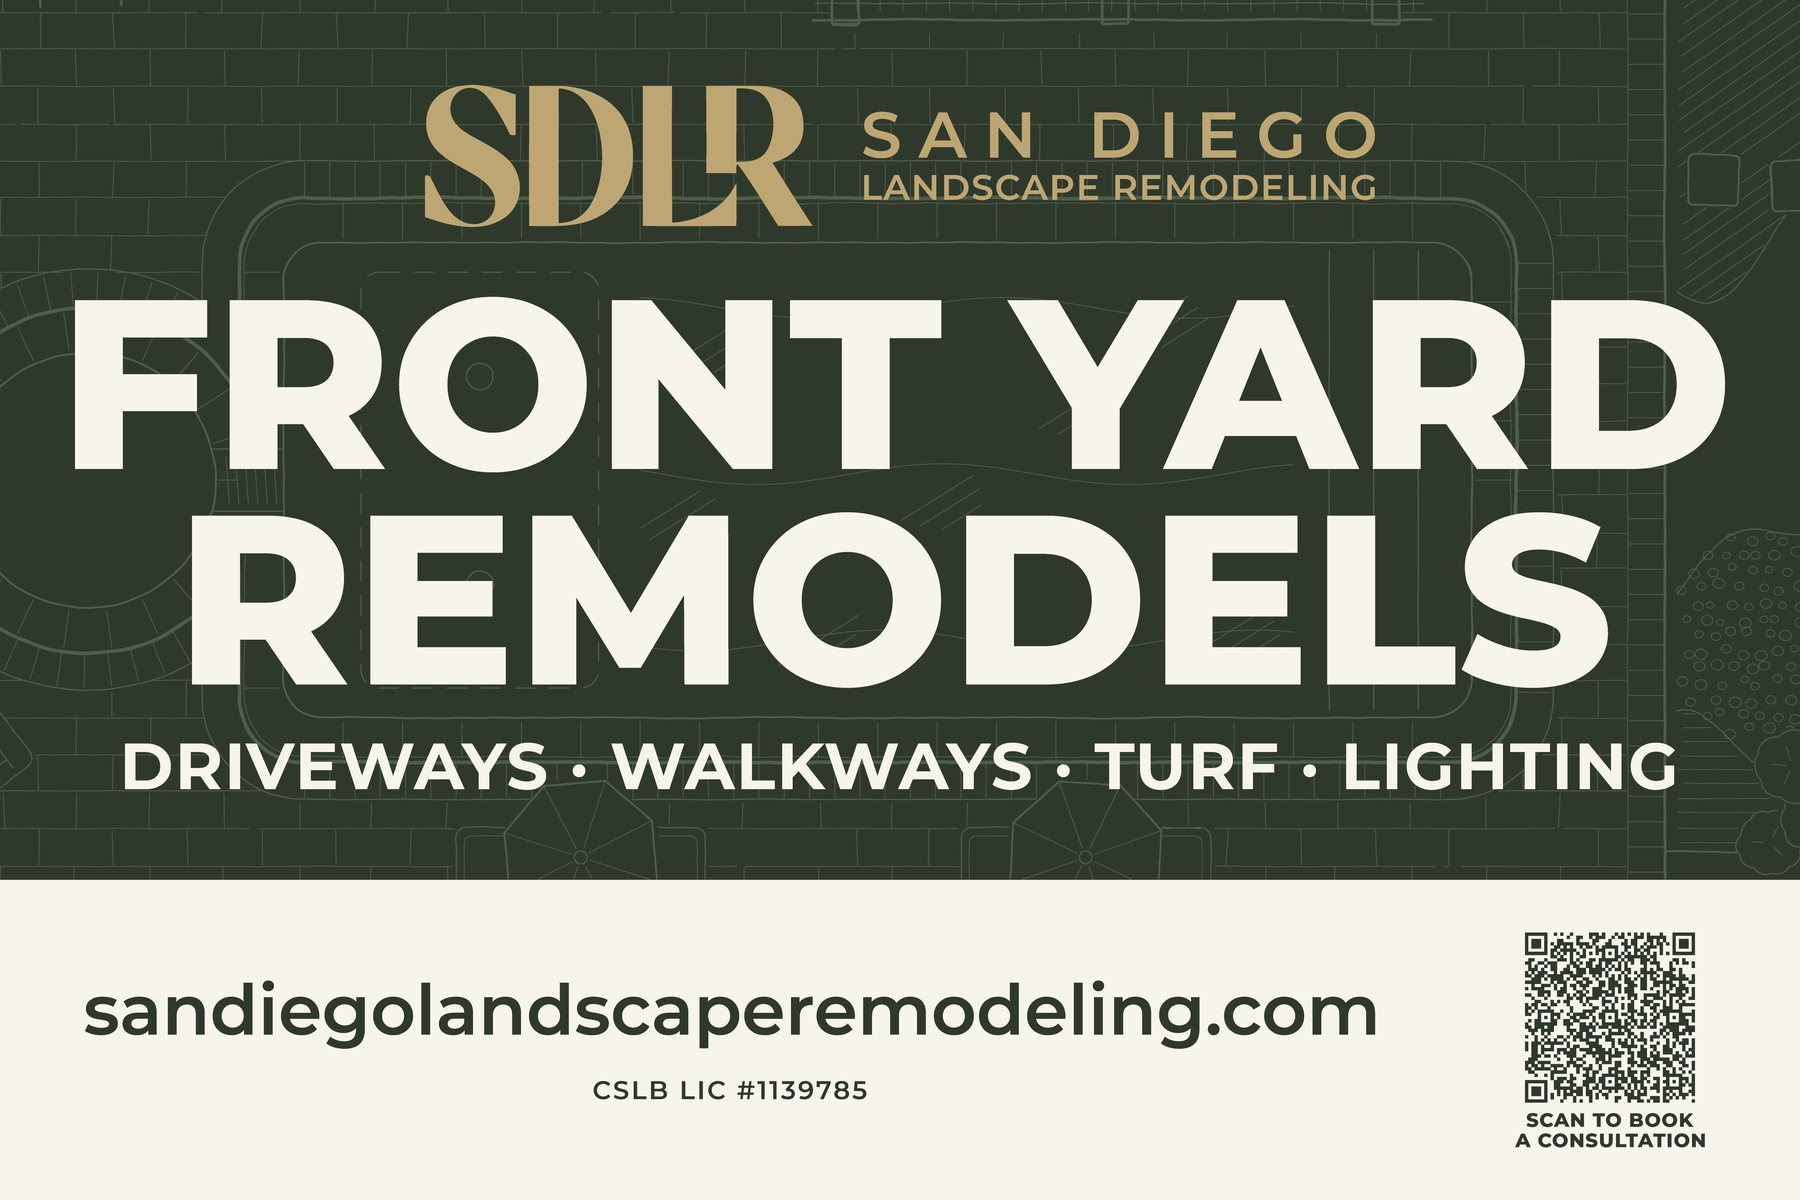 SDLR
SAN DIEGO
LANDSCAPE REMODELING
FRONT YARD
REMODELS
DRIVEWAYS · WALKWAYS · TURF · LIGHTING
sandiegolandscaperemodeling.com
CSLB LIC #1139785
SCAN TO BOOK
A CONSULTATION